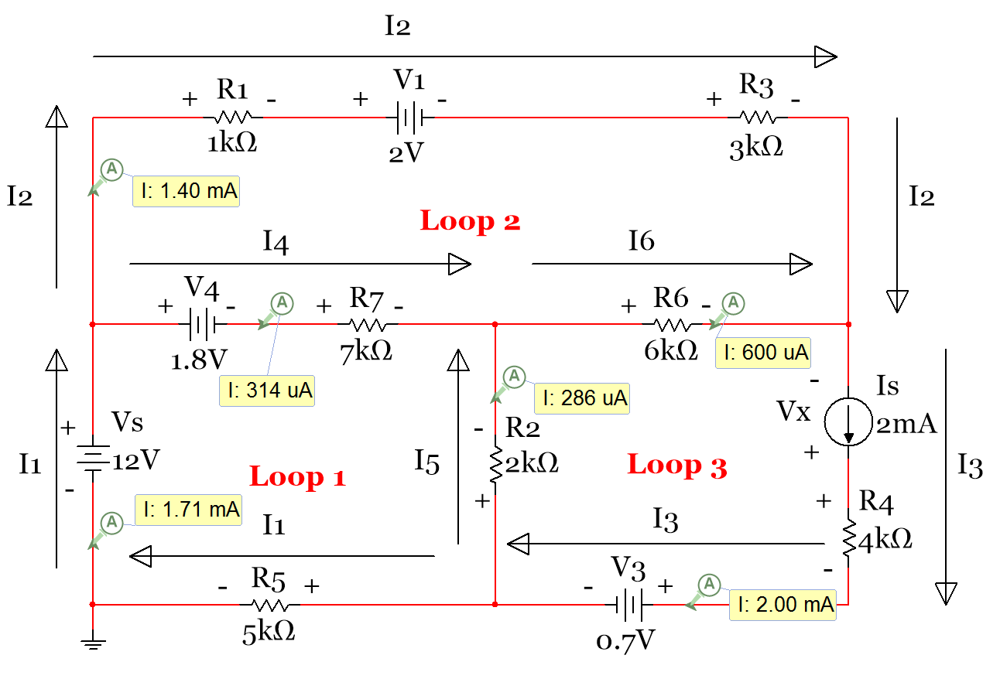 I2
R1
V1
R3
+ - + - + -
1kΩ
2V
3kΩ
A
I: 1.40 mA
I2
I2
Loop 2
I4
I6
V4
R7
R6
A
A
+ - + - + -
1.8V
7kΩ
6kΩ
I: 600 uA
I: 314 uA
A
I: 286 uA
-
Is
Vx
2mA
+
Vs
12V
-
R2
2kΩ
+
I1
Loop 1
I5
Loop 3
+
I3
-
+
R4
4kΩ
-
A
I: 1.71 mA
I1
I3
R5
- +
5kΩ
V3
- +
0.7V
A
I: 2.00 mA